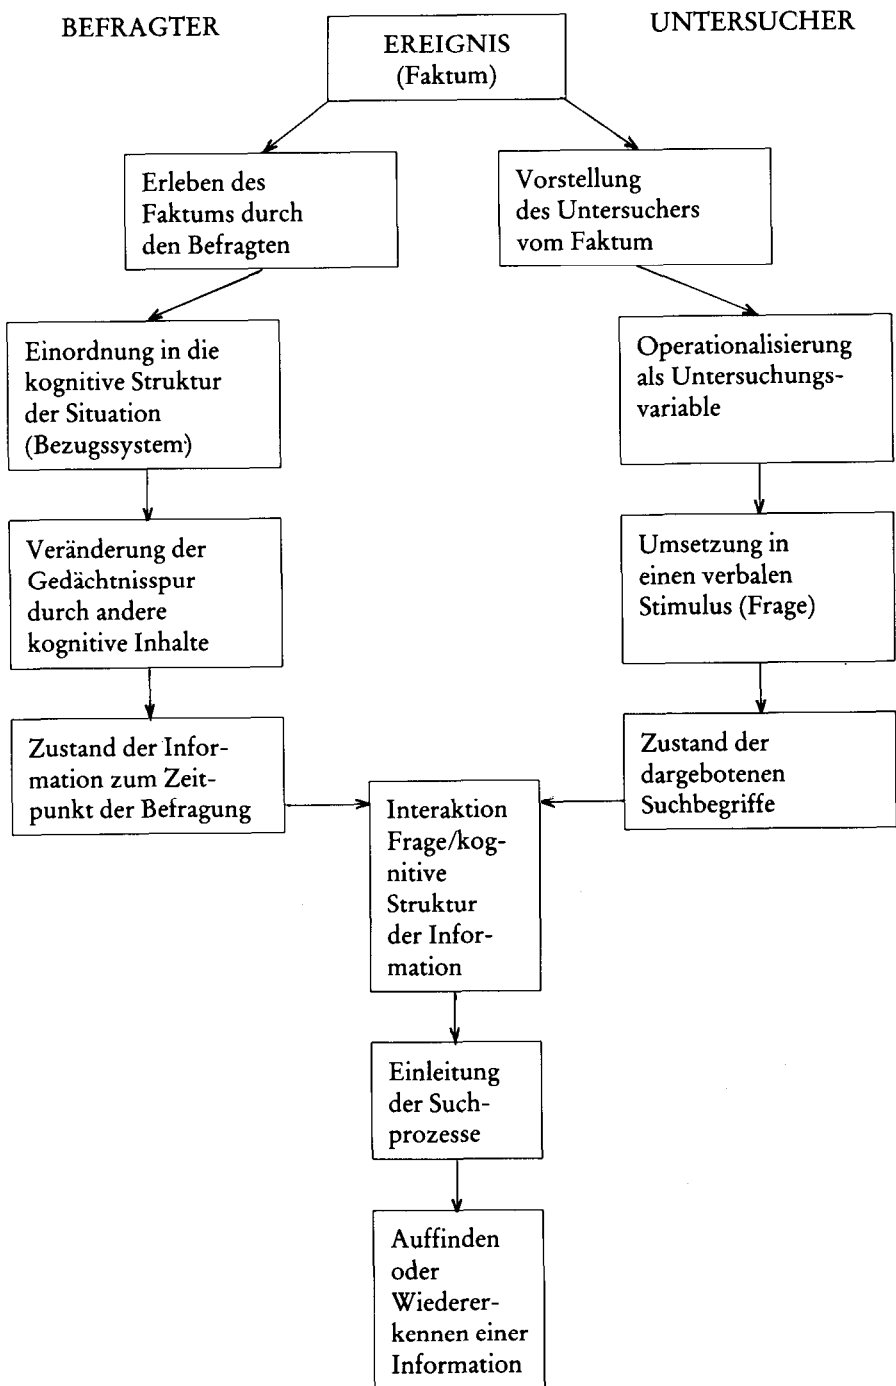 BEFRAGTER
EREIGNIS
(Faktum)
UNTERSUCHER
Erleben des
Faktums durch
den Befragten
Vorstellung
des Untersuchers
vom Faktum
Einordnung in die
kognitive Struktur
der Situation
(Bezugssystem)
Operationalisierung
als Untersuchungs-
variable
Veränderung der
Gedächtnisspur
durch andere
kognitive Inhalte
Umsetzung in
einen verbalen
Stimulus (Frage)
Zustand der Infor-
mation zum Zeit-
punkt der Befragung
Zustand der
dargebotenen
Suchbegriffe
Interaktion
Frage/kog-
nitive
Struktur
der Infor-
mation
Einleitung
der Such-
prozesse
Auffinden
oder
Wiederer-
kennen einer
Information